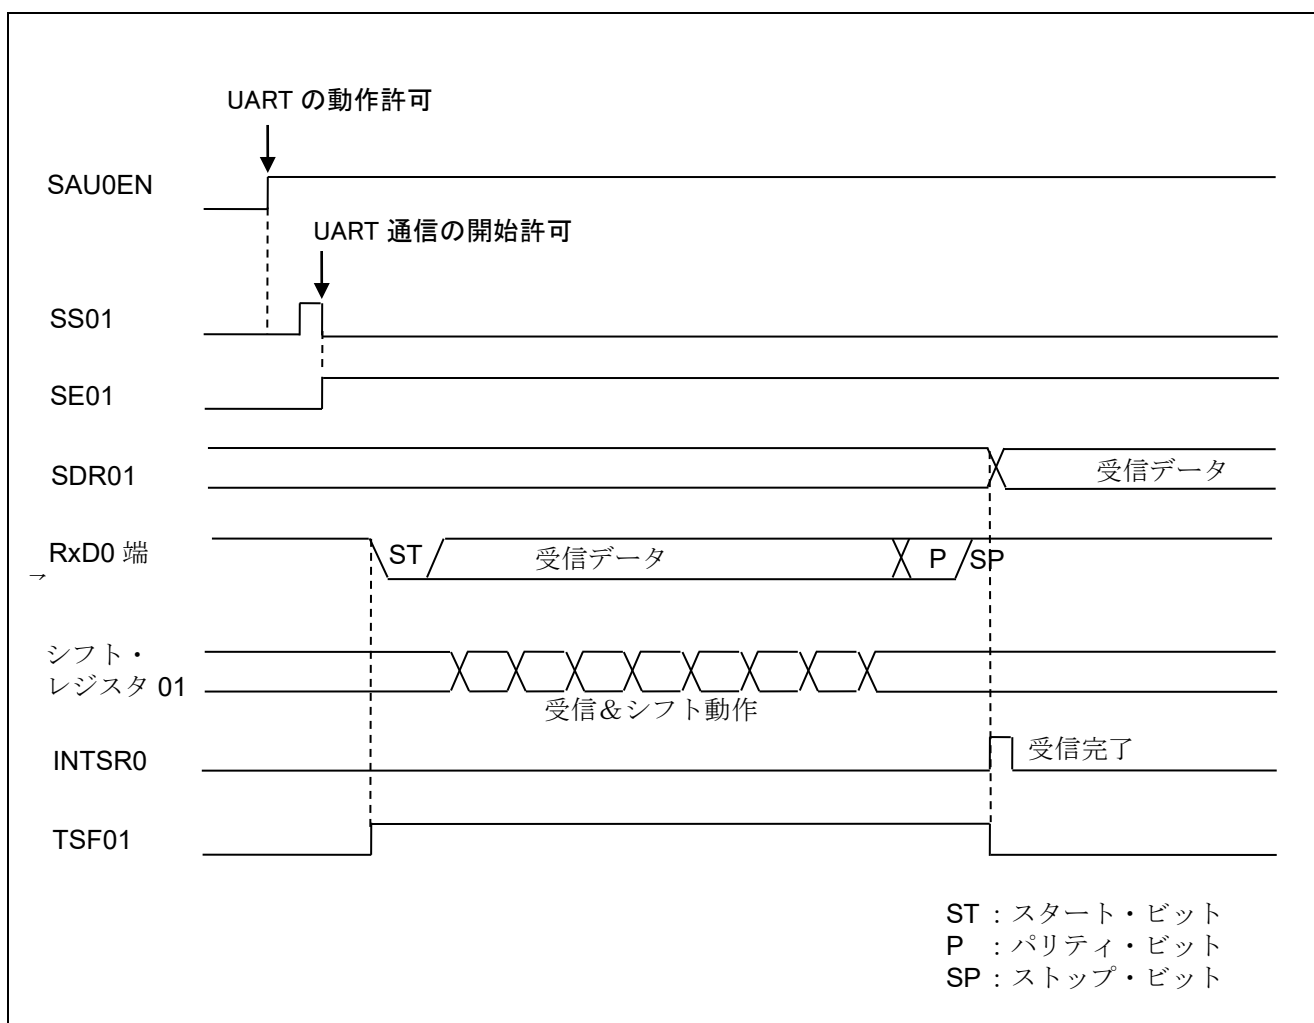 UART の動作許可
SAU0EN
UART 通信の開始許可
SS01
SE01
SDR01
受信データ
RxD0 端
ST
受信データ
P
SP
シフト・
レジスタ 01
受信＆シフト動作
INTSR0
受信完了
TSF01
ST ：スタート・ビット
P ：パリティ・ビット
SP ：ストップ・ビット